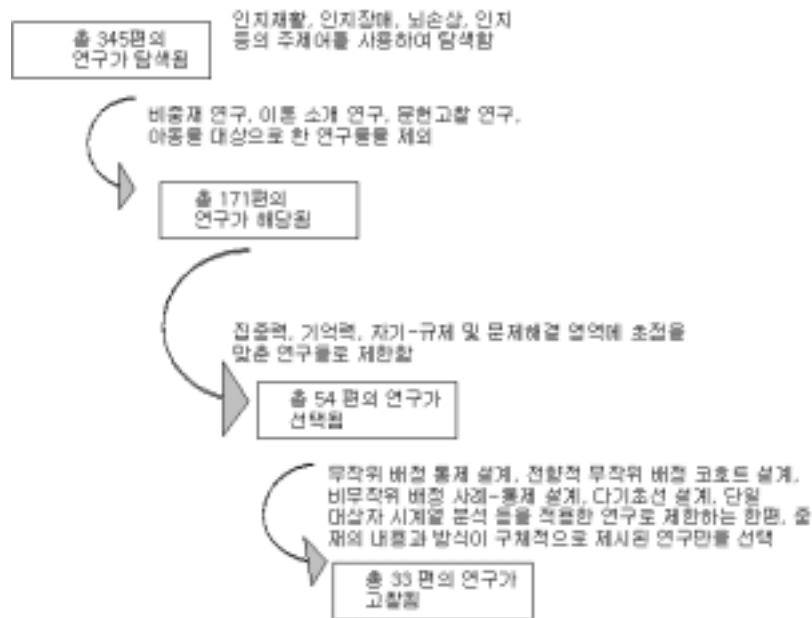 총 345편의
연구가 탐색됨
인지재활, 인지장애, 뇌손상, 인지
등의 주제어를 사용하여 탐색함
비중재 연구, 이론 소개 연구, 문헌고찰 연구,
아동을 대상으로 한 연구물을 제외
총 171편의
연구가 해당됨
집중력, 기억력, 자기-규제 및 문제해결 영역에 초점을
맞춘 연구물로 제한함
총 54 편의 연구가
선택됨
무작위 배정 통제 설계, 전향적 무작위 배정 코호트 설계,
비무작위 배정 사례-통제 설계, 다기초선 설계, 단일
대상자 시계열 분석 등을 적용한 연구로 제한하는 한편, 중
재의 내용과 방식이 구체적으로 제시된 연구만을 선택
총 33 편의 연구가
고찰됨